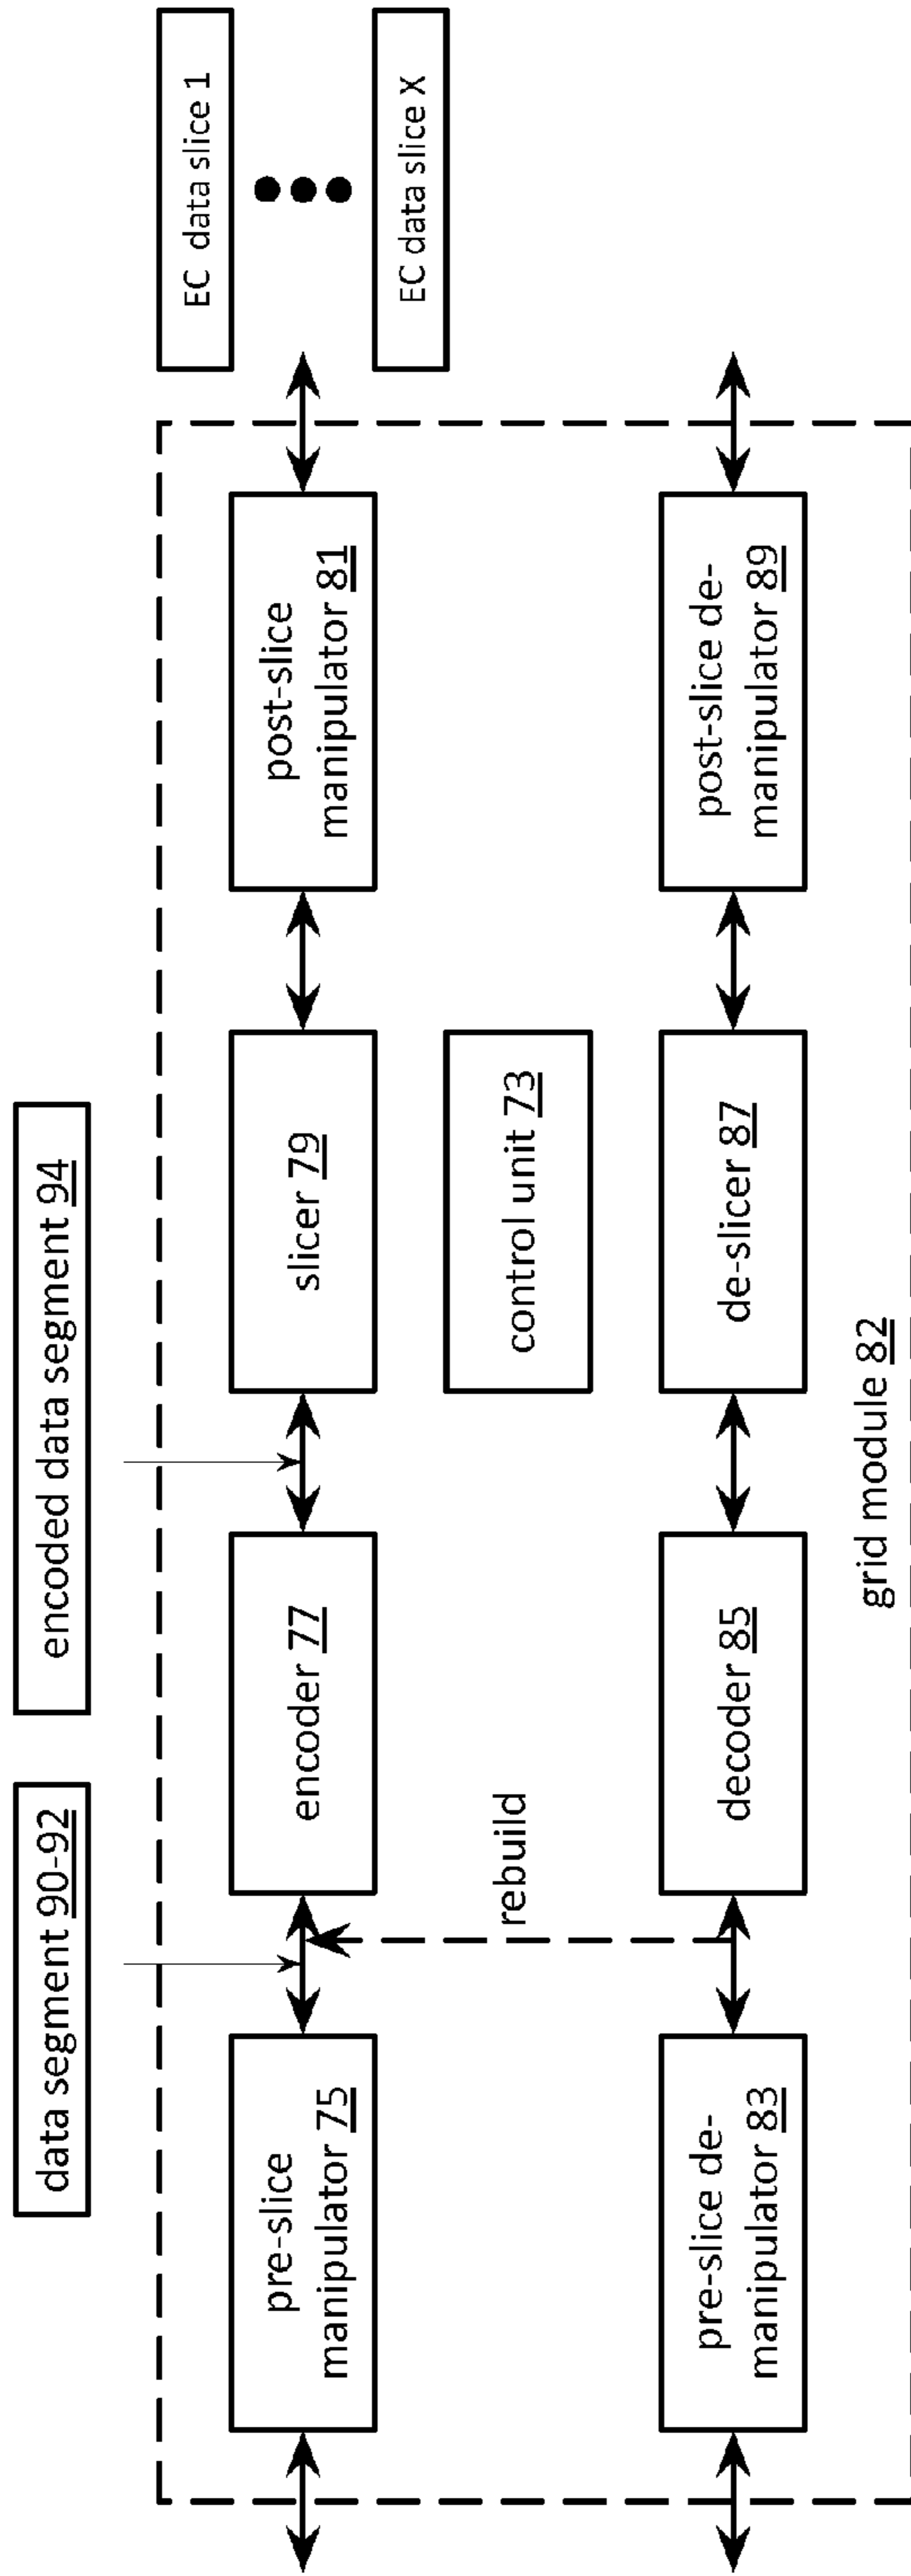 data segment 90-92
encoded data segment 94
EC data slice 1
EC data slice X
pre-slice
manipulator 75
encoder 77
slicer 79
post-slice
manipulator 81
rebuild
control unit 73
pre-slice de-
manipulator 83
decoder 85
de-slicer 87
post-slice de-
manipulator 89
grid module 82